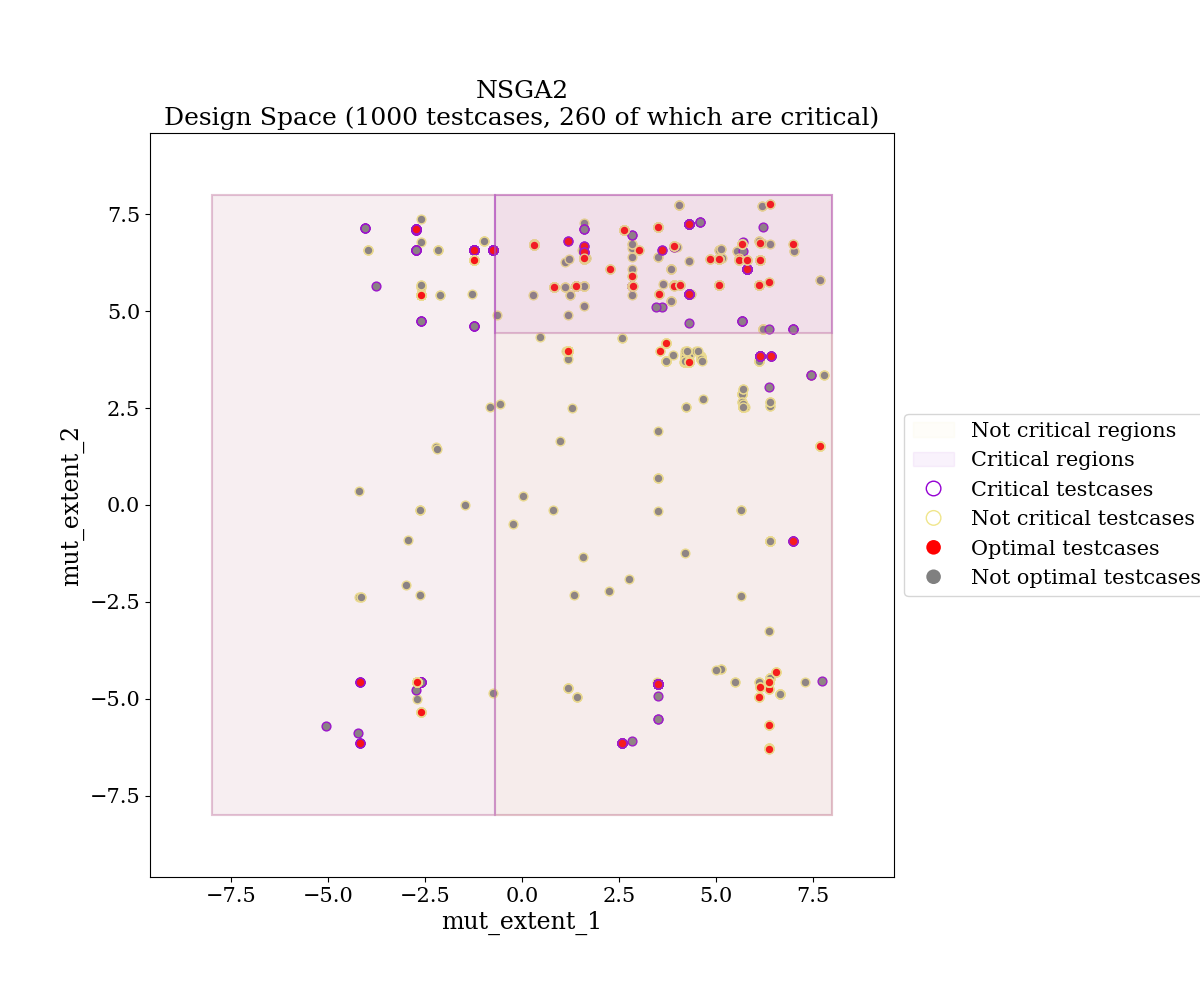 NSGA2
Design Space (1000 testcases, 260 of which are critical)
7.5
5.0
2.5
0.0
−2.5
−5.0
−7.5
mut_extent_2
−7.5
−5.0
−2.5
0.0
2.5
5.0
7.5
mut_extent_1
Not critical regions
Critical regions
Critical testcases
Not critical testcases
Optimal testcases
Not optimal testcases